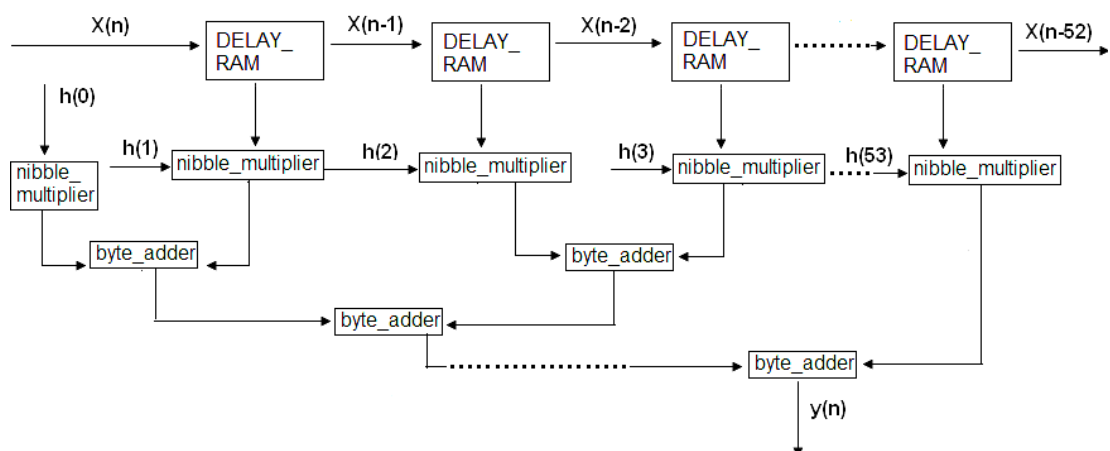 X(n)
DELAY_
RAM
X(n-1)
DELAY_
RAM
X(n-2)
DELAY_
RAM
DELAY_
RAM
X(n-52)
h(0)
nibble_
multiplier
h(1)
nibble_multiplier
h(2)
nibble_multiplier
h(3)
nibble_multiplier
h(53)
nibble_multiplier
byte_adder
byte_adder
byte_adder
byte_adder
y(n)